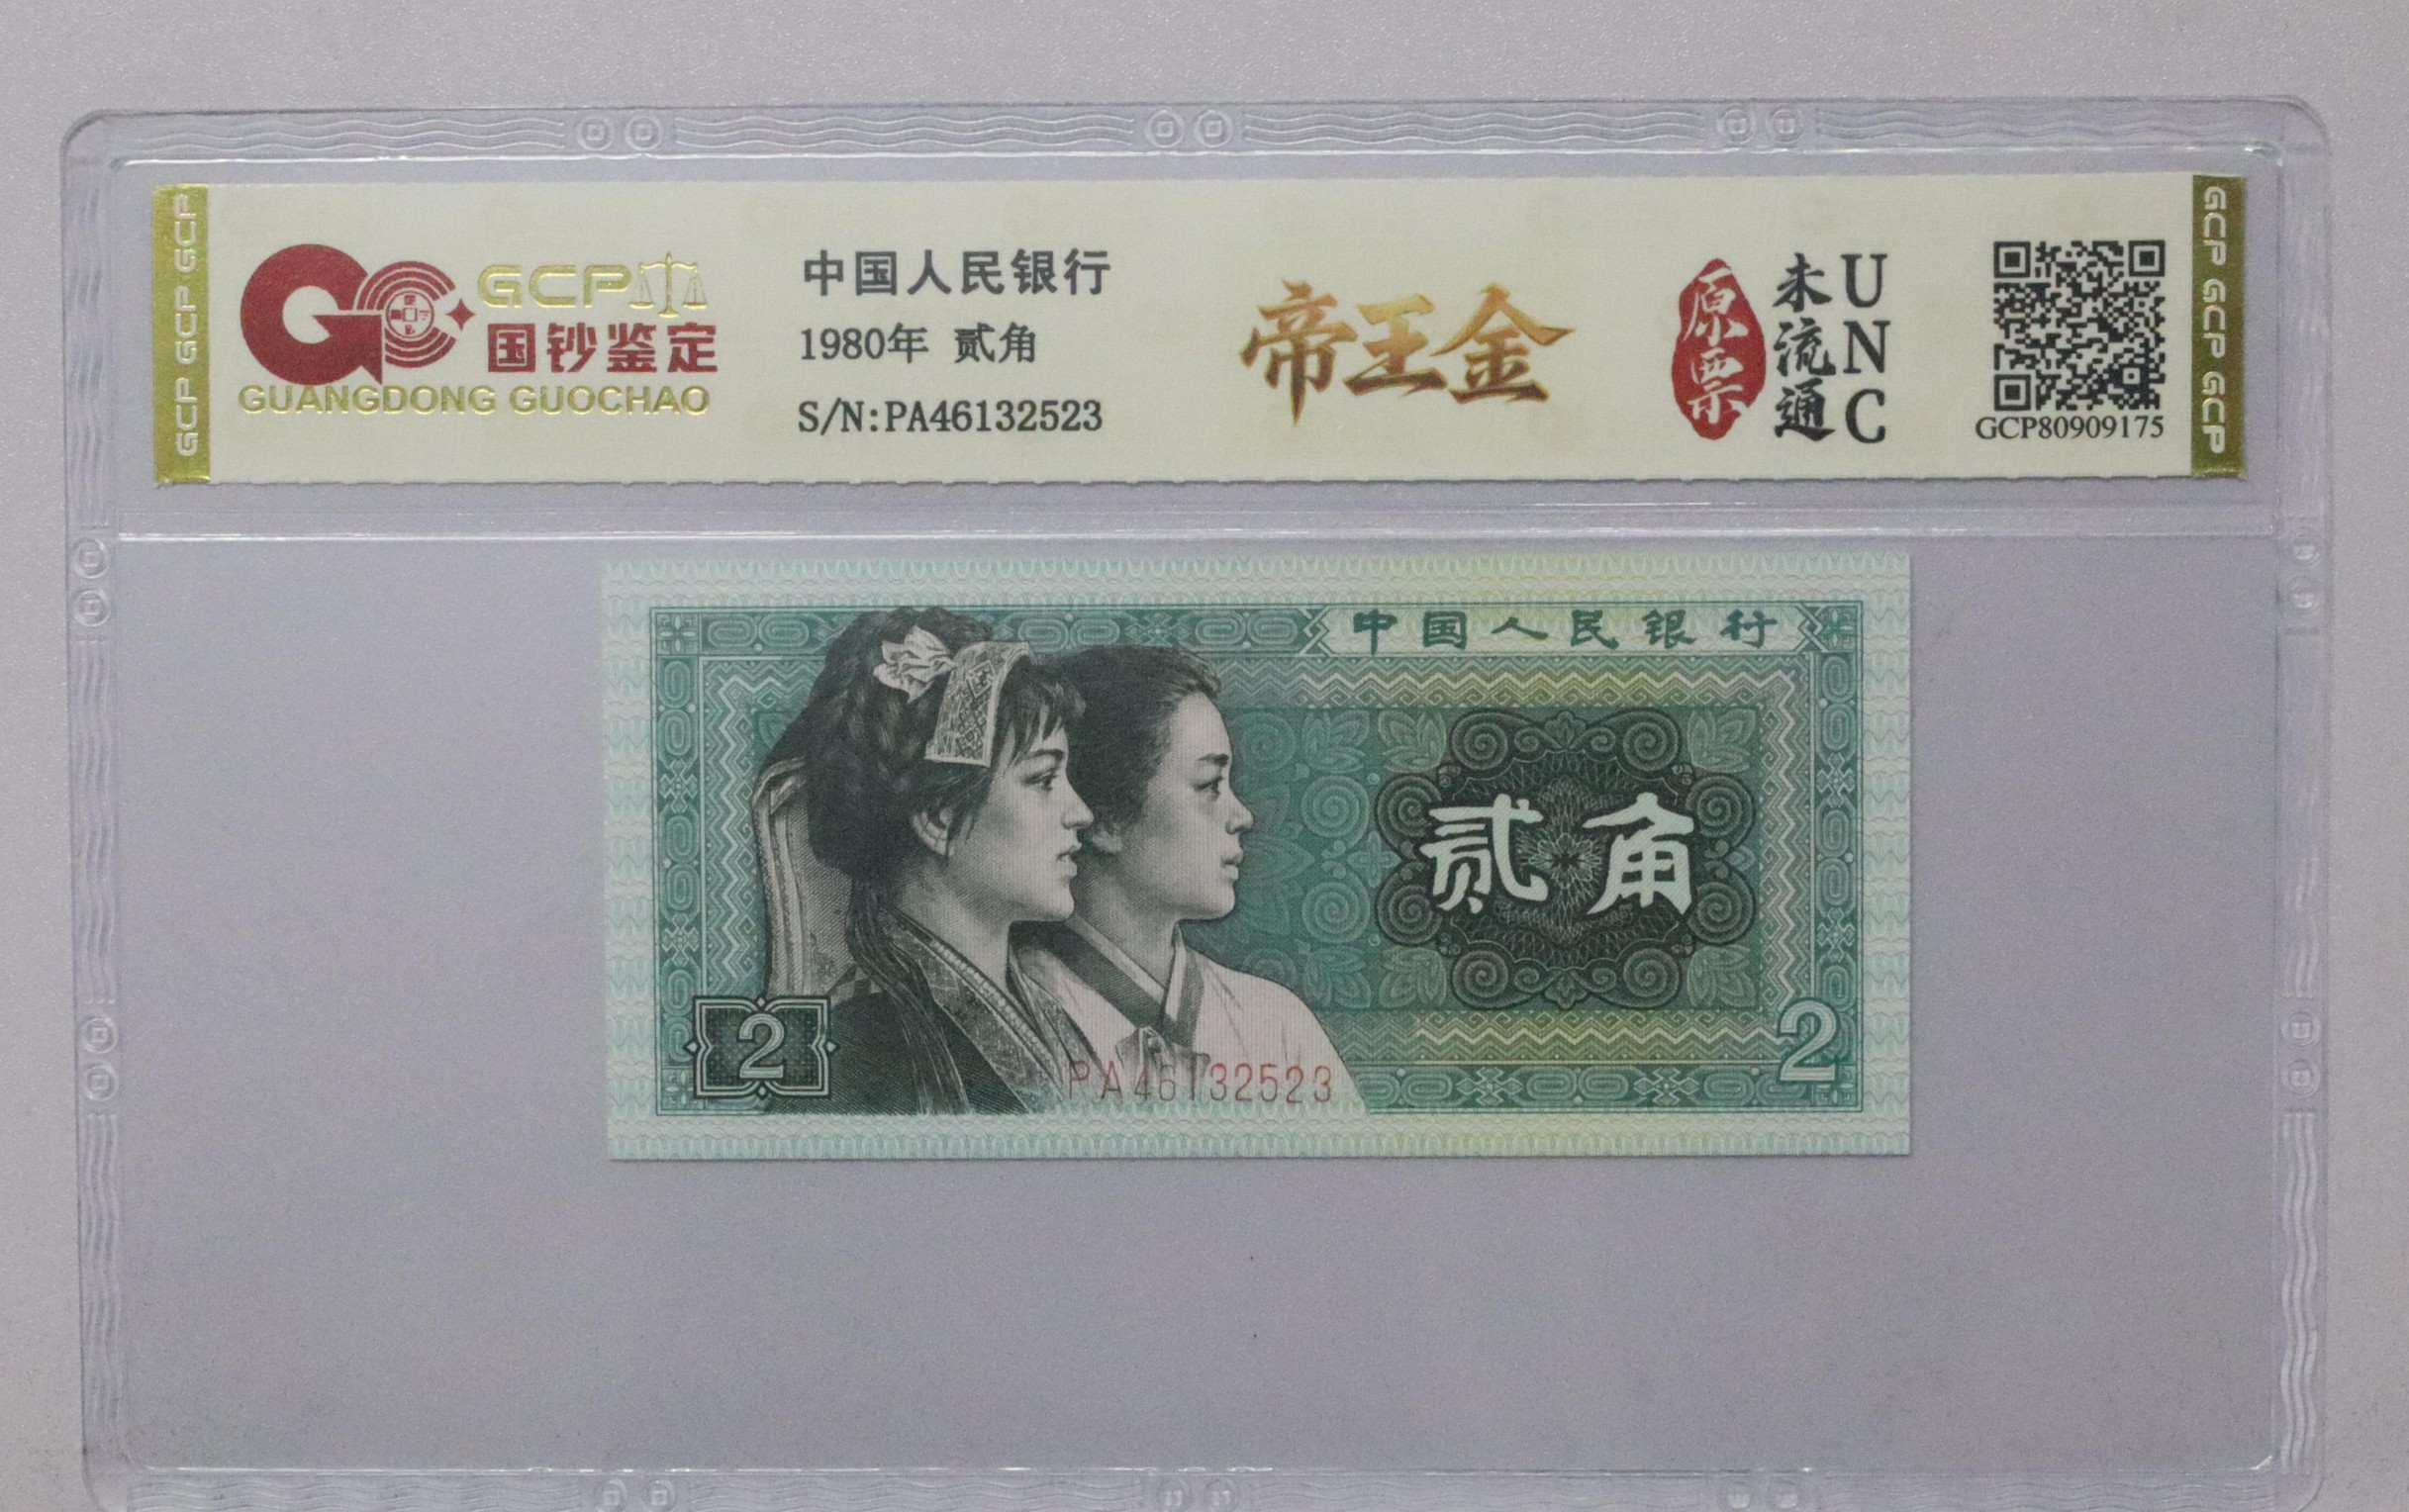 GCP GCP GCP
GCP
国钞鉴定
GUANGDONG GUOCHAO
中国人民银行
1980年 贰角
S/N:PA46132523
帝王金
原票
未流通
UNC
GCP80909175
GCP GCP GCP
中国人民银行
贰角
2
2
PA46132523